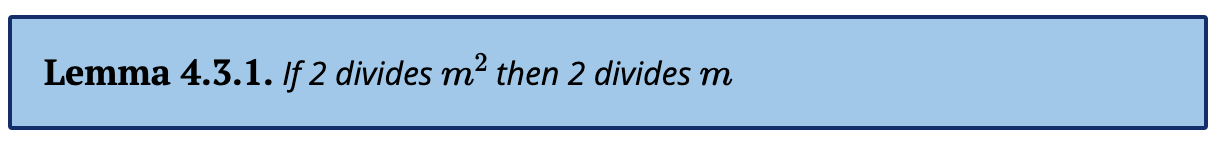 Lemma 4.3.1. If 2 divides m² then 2 divides m